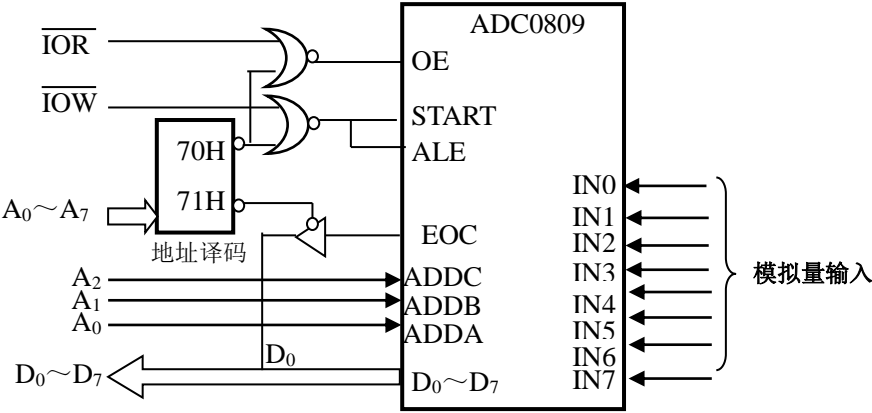 ADC0809
IOR
OE
IOW
START
ALE
70H
71H
A₀～A₇
地址译码
EOC
A₂
ADDC
A₁
ADDB
A₀
ADDA
D₀
D₀～D₇
D₀～D₇
IN0
IN1
IN2
IN3
IN4
IN5
IN6
IN7
模拟量输入